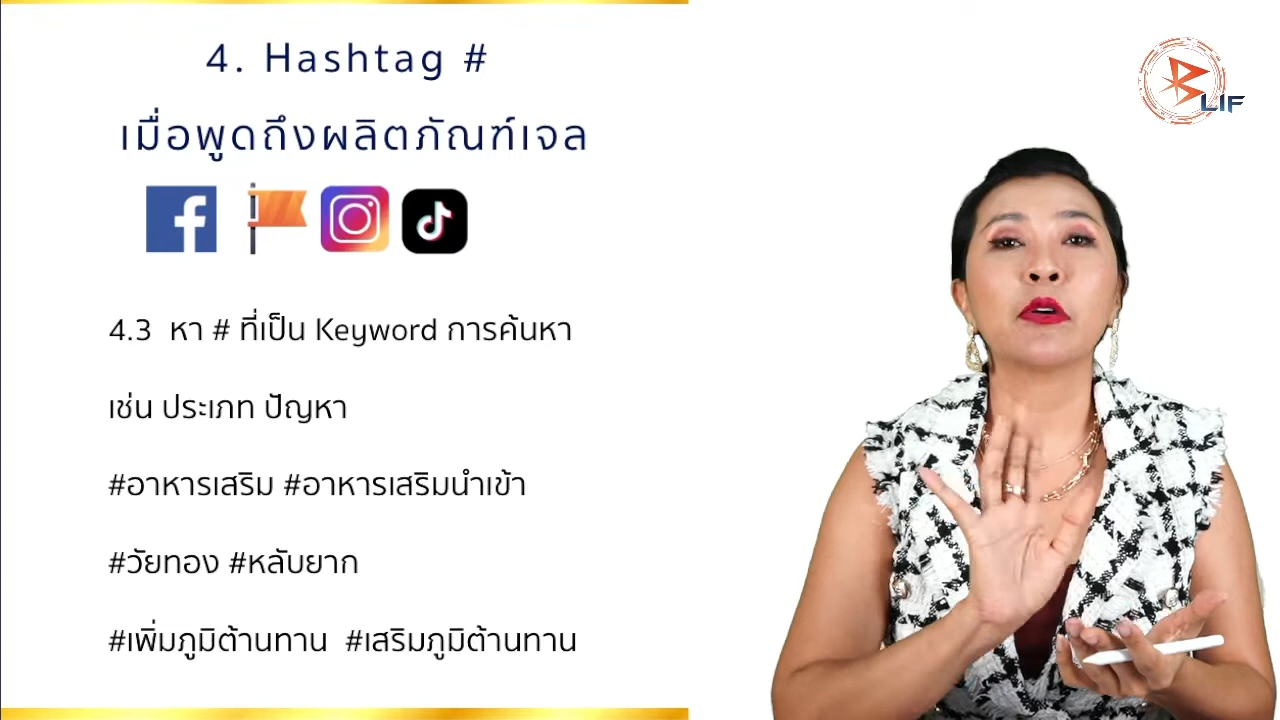 4. Hashtag #
เมื่อพูดถึงผลิตภัณฑ์เจล
4.3 หา # ที่เป็น Keyword การค้นหา
เช่น ประเภท ปัญหา
#อาหารเสริม #อาหารเสริมนำเข้า
#วัยทอง #หลับยาก
#เพิ่มภูมิต้านทาน #เสริมภูมิต้านทาน
B LIF